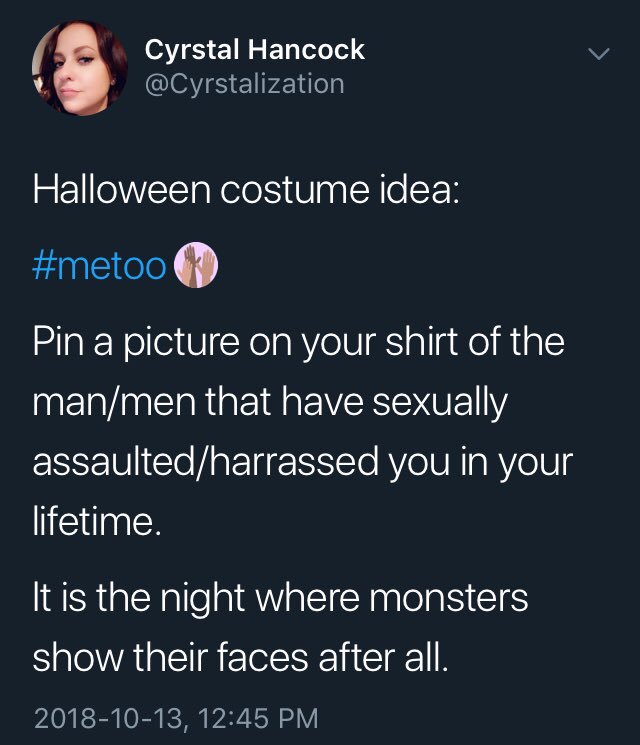 Cyrstal Hancock
@Cyrstalization
Halloween costume idea:
#metoo
Pin a picture on your shirt of the
man/men that have sexually
assaulted/harrassed you in your
lifetime.
It is the night where monsters
show their faces after all.
2018-10-13, 12:45 PM